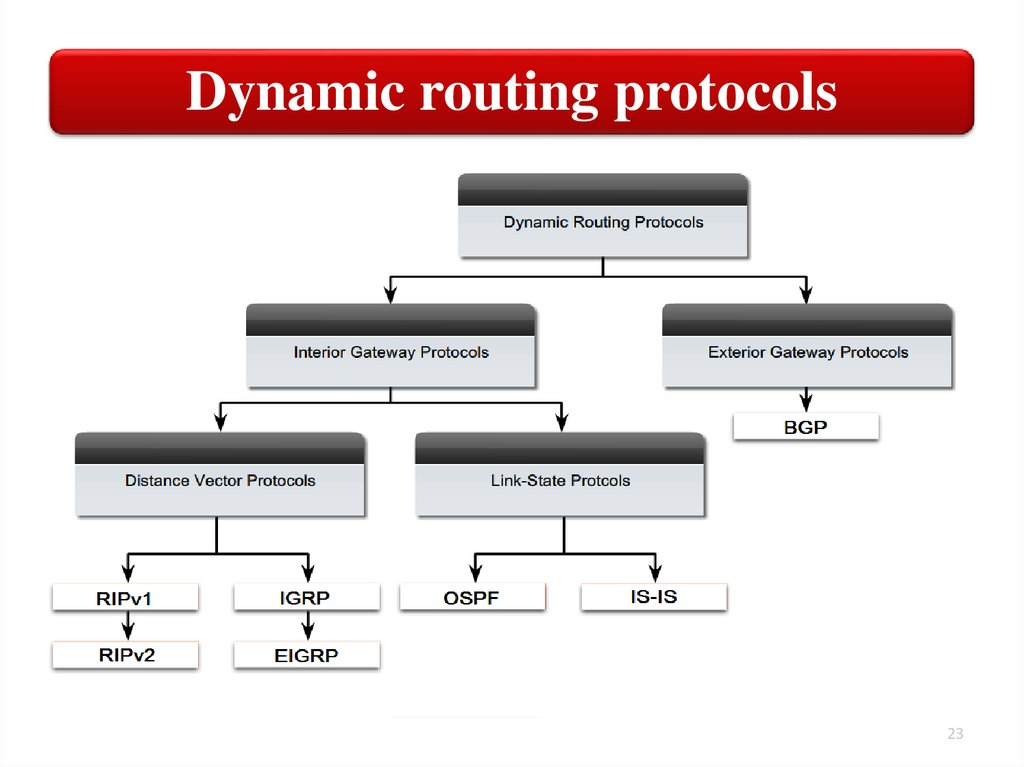 Dynamic routing protocols
Dynamic Routing Protocols
Interior Gateway Protocols
Exterior Gateway Protocols
BGP
Distance Vector Protocols
Link-State Protcols
RIPv1
IGRP
OSPF
IS-IS
RIPv2
EIGRP
23